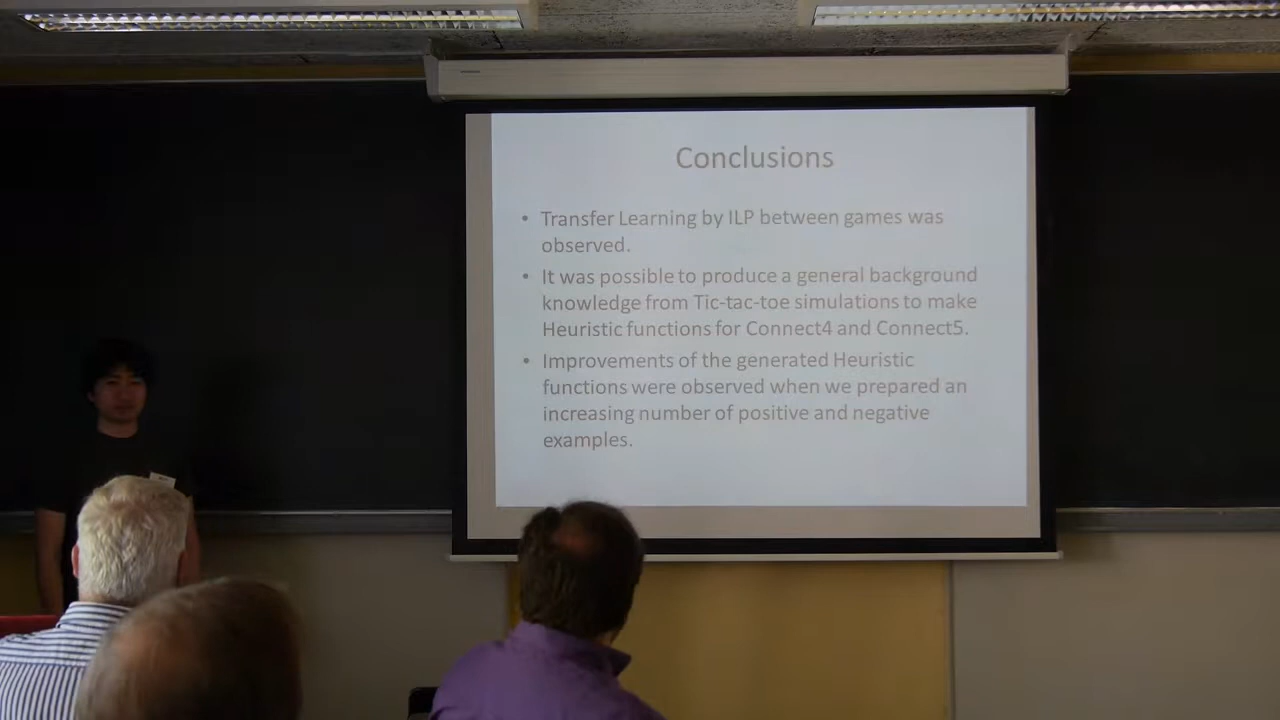 Conclusions
• Transfer Learning by ILP between games was
observed.
• It was possible to produce a general background
knowledge from Tic-tac-toe simulations to make
Heuristic functions for Connect4 and Connect5.
• Improvements of the generated Heuristic
functions were observed when we prepared an
increasing number of positive and negative
examples.